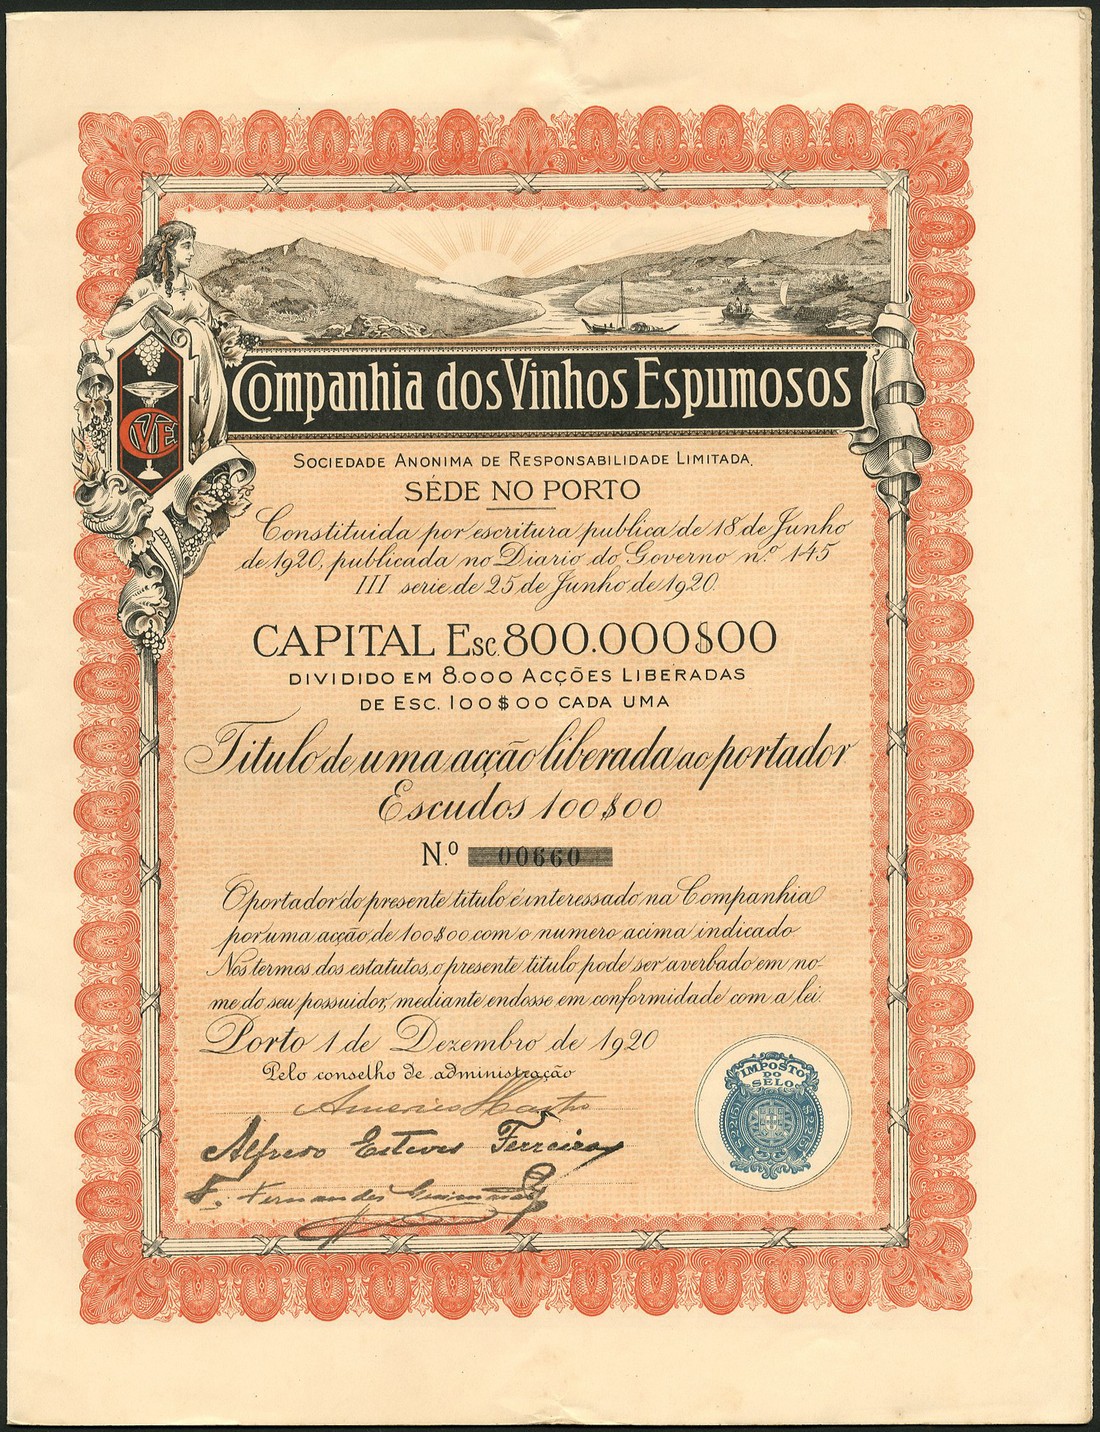 Companhia dos Vinhos Espumosos
CVE
Sociedade Anonima de Responsabilidade Limitada.
SÉDE NO PORTO
Constituida por escritura publica de 18 de Junho
de 1920, publicada no Diario do Governo n.º 145
III serie de 25 de Junho de 1920.
CAPITAL Esc. 800.000$00
DIVIDIDO EM 8.000 ACÇÕES LIBERADAS
DE ESC. 100$00 CADA UMA
Titulo de uma acção liberada ao portador
Escudos 100$00
N.º 00660
O portador do presente titulo é interessado na Companhia
por uma acção de 100$00 com o numero acima indicado
Nos termos dos estatutos, o presente titulo pode ser averbado em no-
me do seu possuidor, mediante endosse em conformidade com a lei.
Porto 1 de Dezembro de 1920
Pelo conselho de administração
Americo
Alfredo Esteves Ferreira
F. Fernandes Guimarães
IMPOSTO
DO
SÊLO